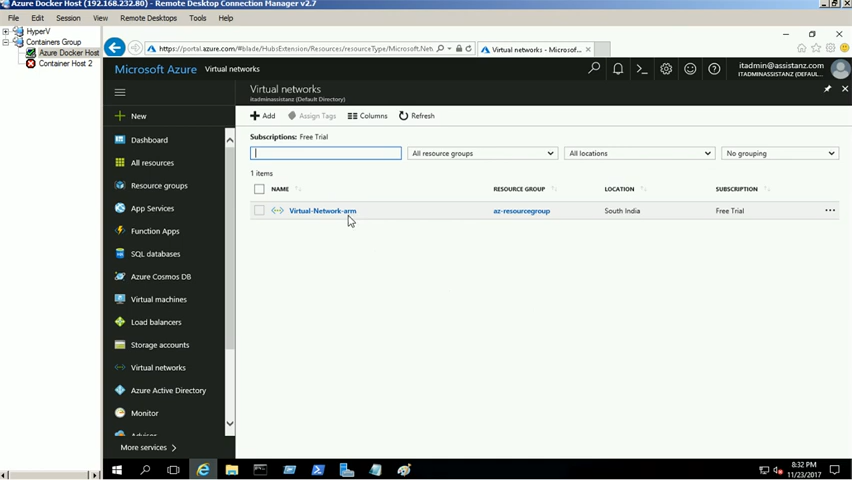 Azure Docker Host (192.168.232.80) - Remote Desktop Connection Manager v2.7
File Edit Session View Remote Desktops Tools Help
HyperV
Containers Group
Azure Docker Host
Container Host 2
https://portal.azure.com/#blade/HubsExtension/Resources/resourceType/Microsoft.Net
Virtual networks - Microsof...
Microsoft Azure Virtual networks
itadmin@assistanz.com
ITADMINASSISTANZ (DEFAU...
New
Dashboard
All resources
Resource groups
App Services
Function Apps
SQL databases
Azure Cosmos DB
Virtual machines
Load balancers
Storage accounts
Virtual networks
Azure Active Directory
Monitor
Advisor
More services
Virtual networks
itadminassistanz (Default Directory)
Add Assign Tags Columns Refresh
Subscriptions: Free Trial
All resource groups All locations No grouping
1 items
NAME RESOURCE GROUP LOCATION SUBSCRIPTION
Virtual-Network-arm az-resourcegroup South India Free Trial
8:32 PM
11/23/2017